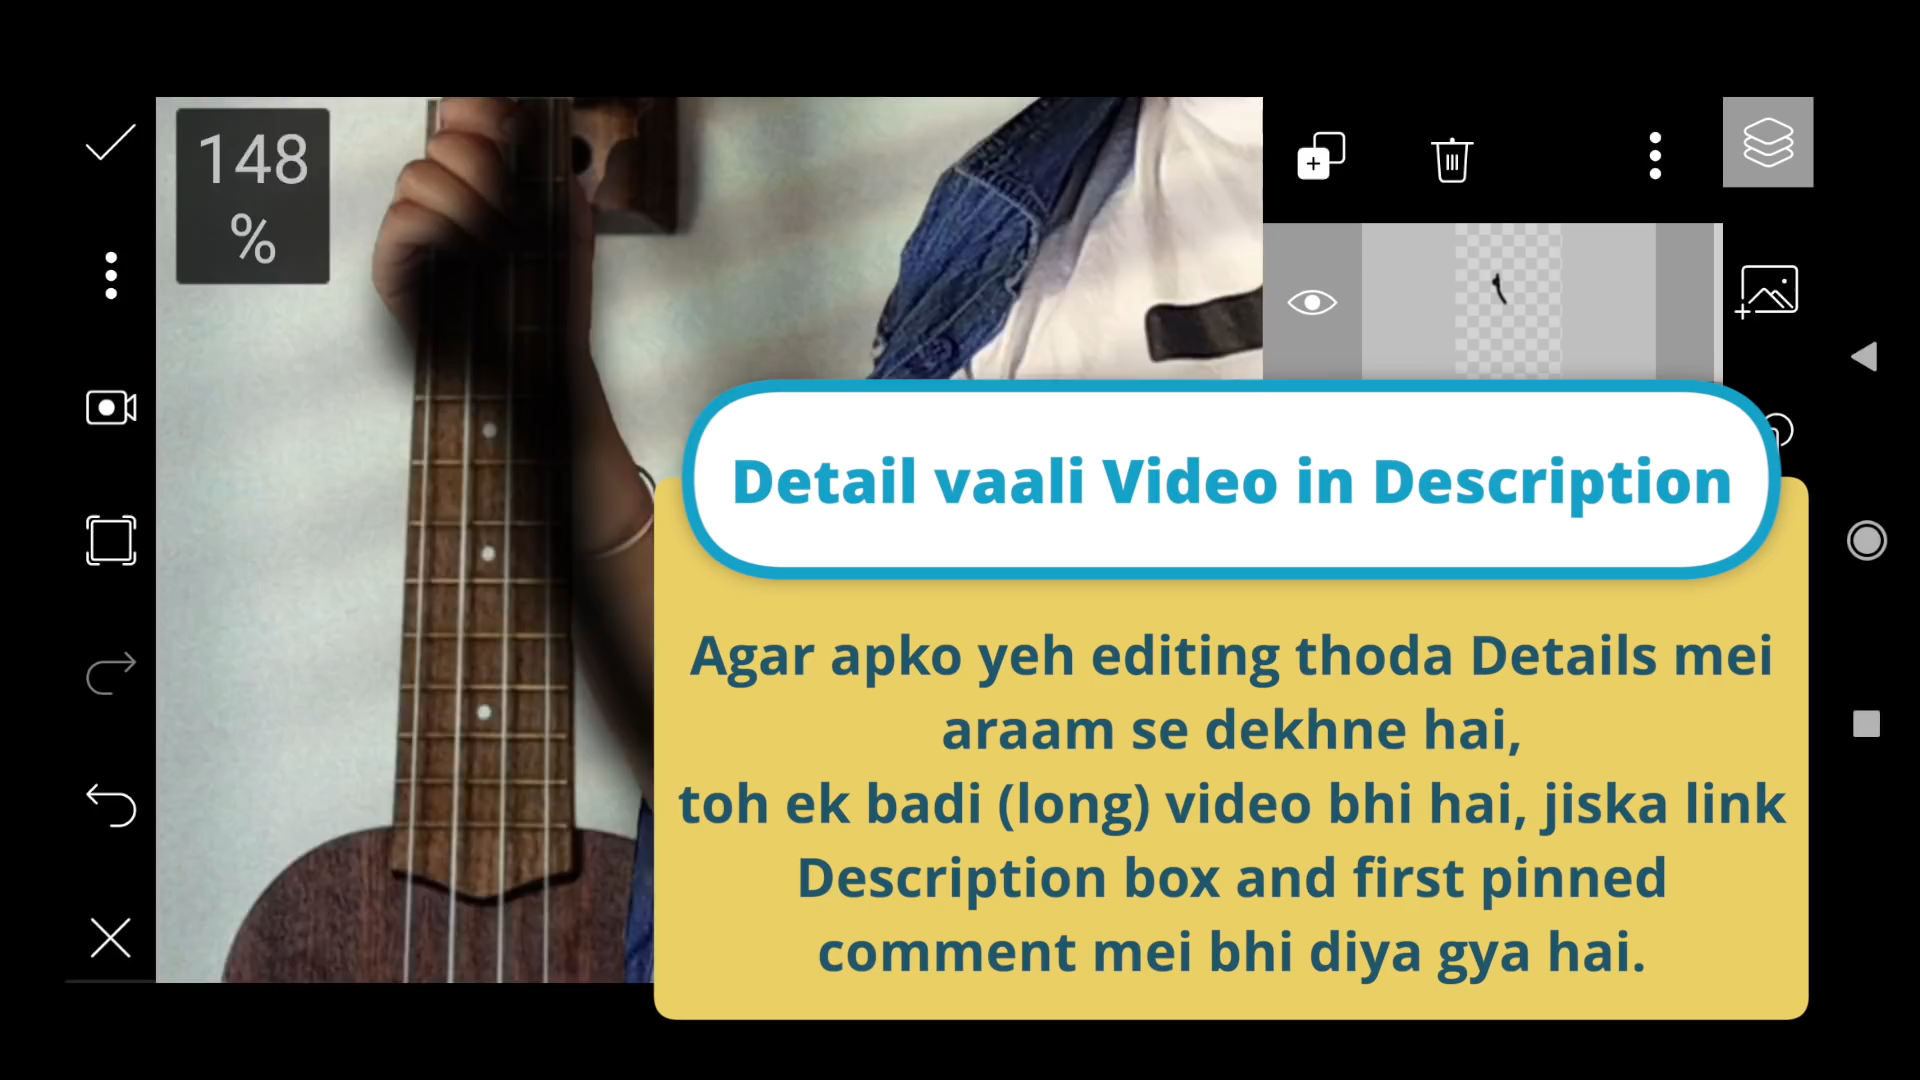 148
%
Detail vaali Video in Description
Agar apko yeh editing thoda Details mei
araam se dekhne hai,
toh ek badi (long) video bhi hai, jiska link
Description box and first pinned
comment mei bhi diya gya hai.